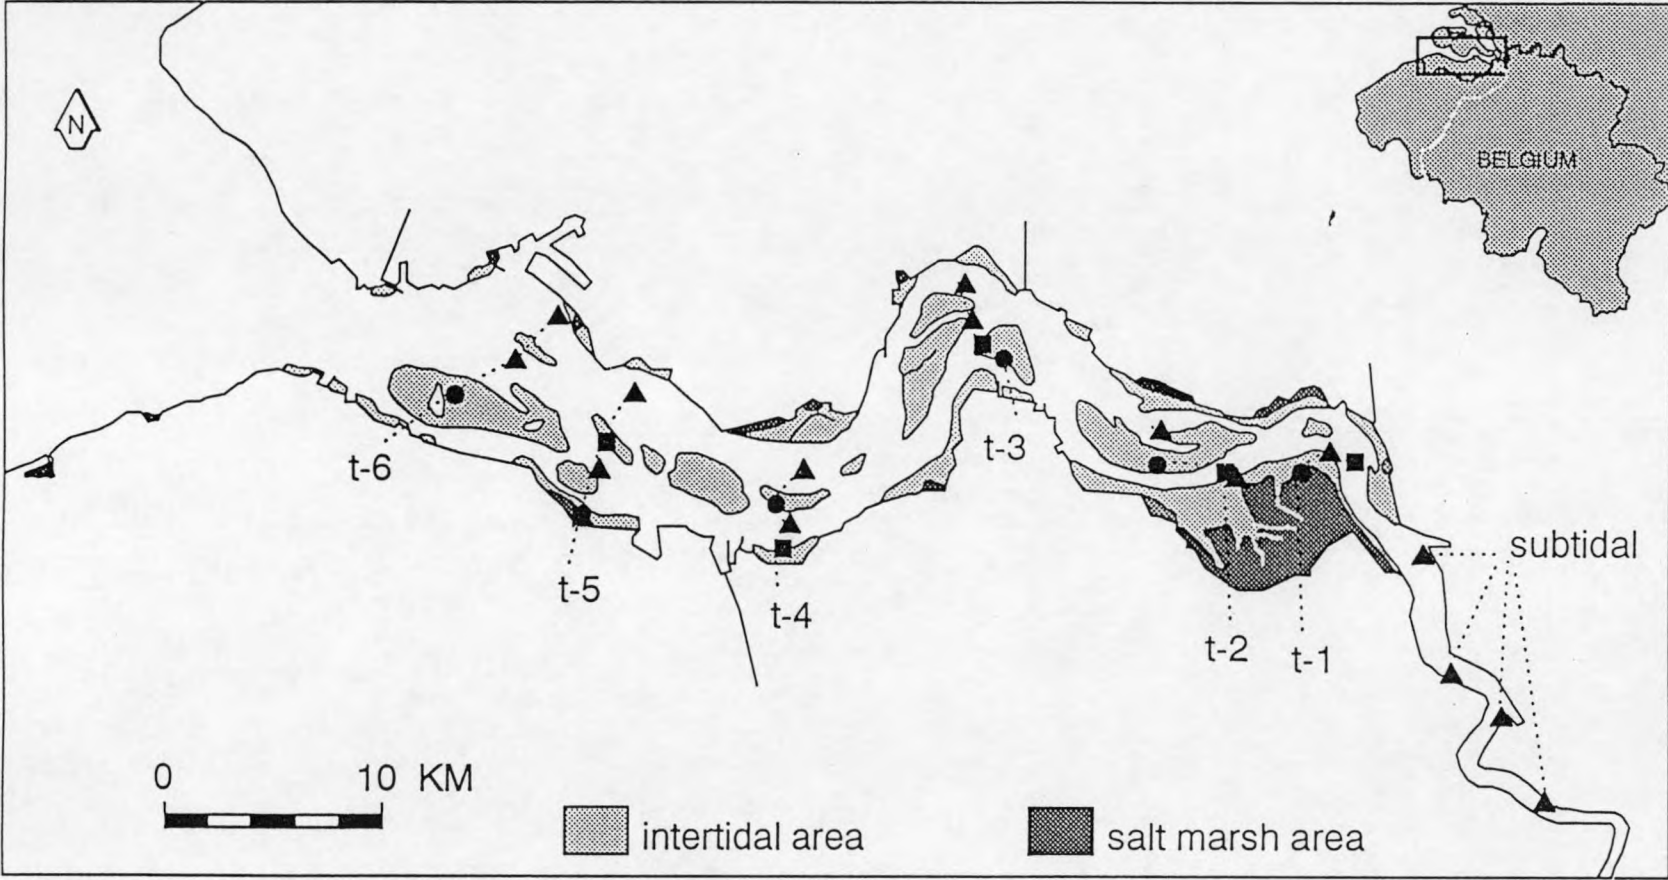 N
BELGIUM
t-6
t-3
subtidal
t-5
t-4
t-2
t-1
0 10 KM
intertidal area
salt marsh area